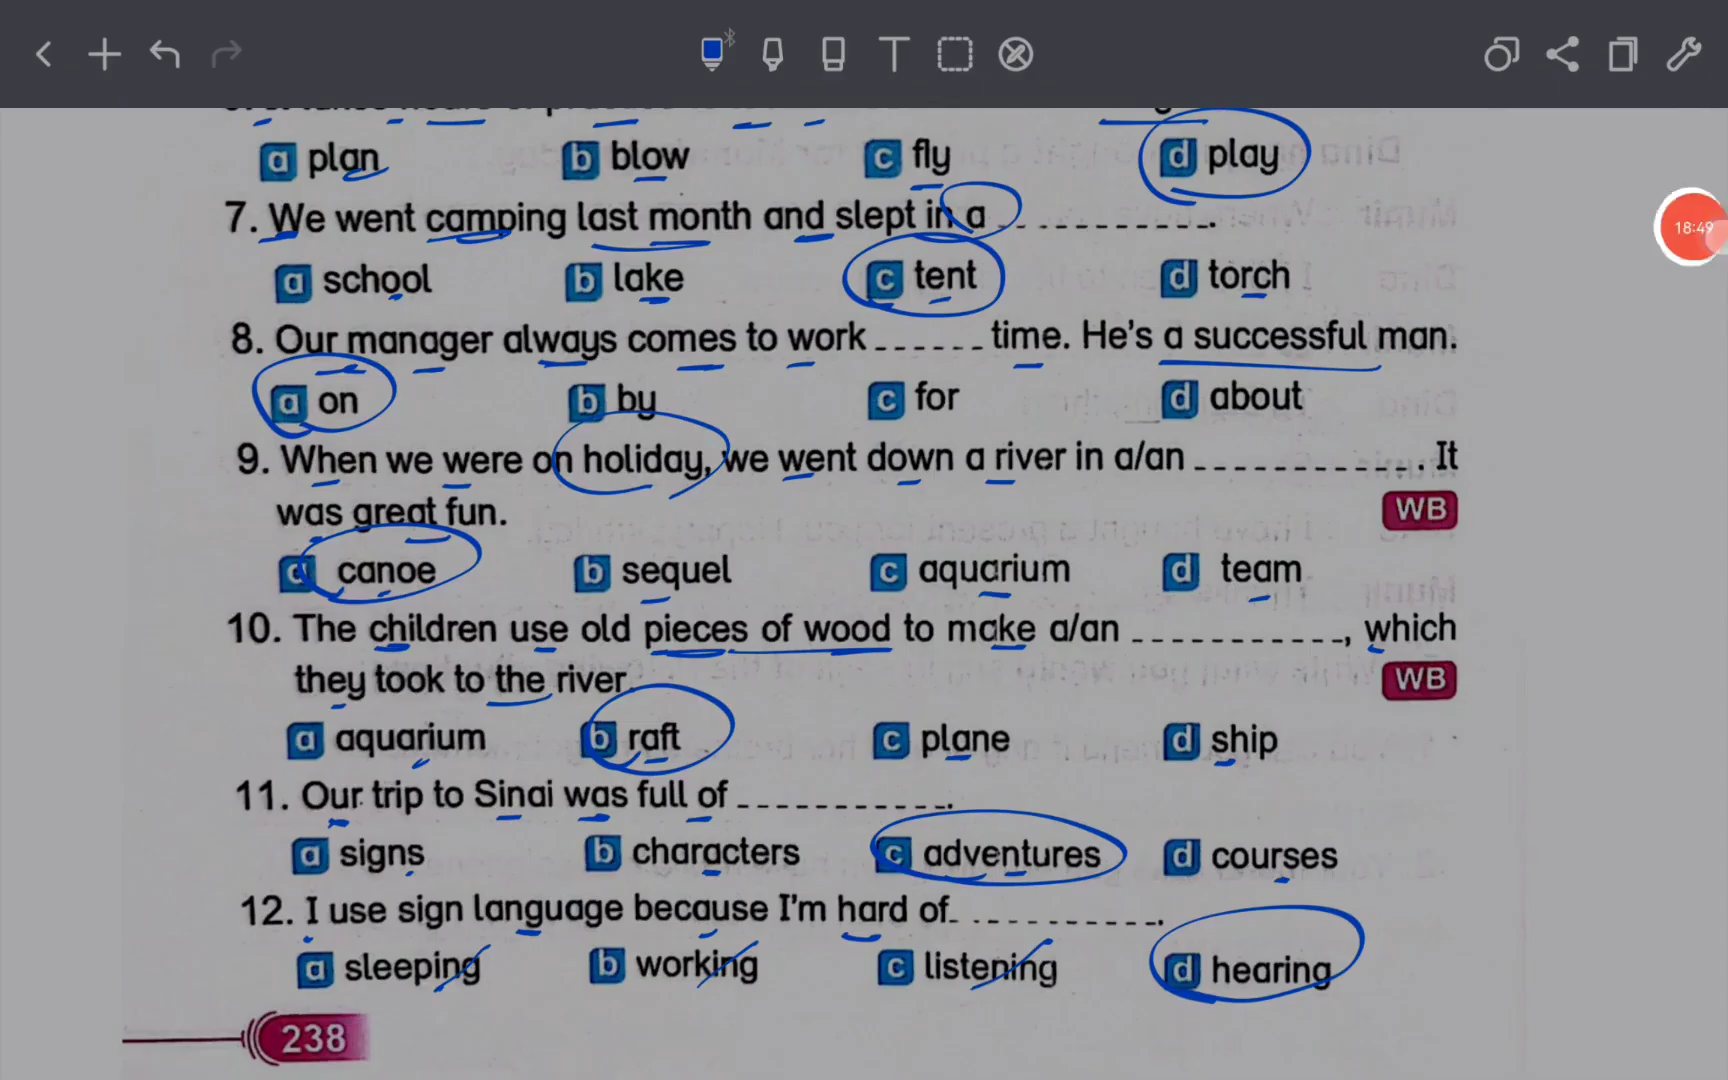 a plan b blow c fly d play
7. We went camping last month and slept in a ............
a school b lake c tent d torch
18:49
8. Our manager always comes to work ...... time. He's a successful man.
a on b by c for d about
9. When we were on holiday, we went down a river in a/an ............. It
was great fun. WB
a canoe b sequel c aquarium d team
10. The children use old pieces of wood to make a/an ............, which
they took to the river. WB
a aquarium b raft c plane d ship
11. Our trip to Sinai was full of ............
a signs b characters c adventures d courses
12. I use sign language because I'm hard of ............
a sleeping b working c listening d hearing
238